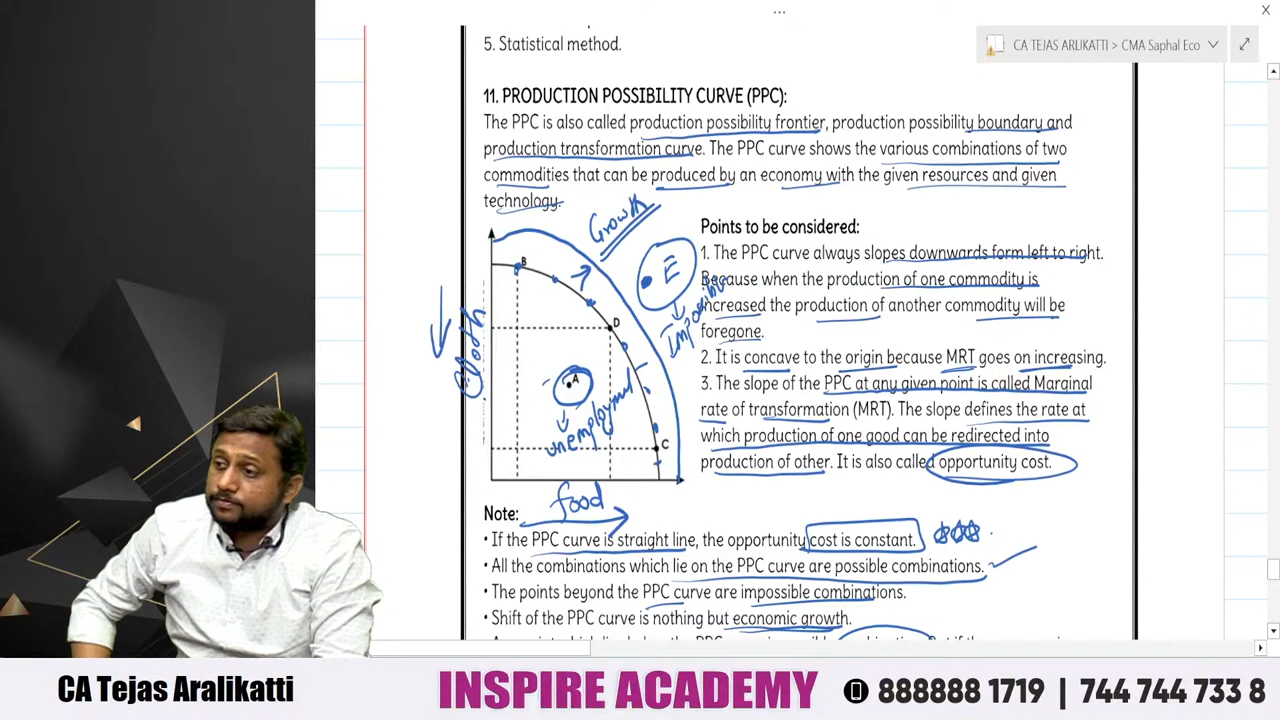 ...
CA TEJAS ARLIKATTI > CMA Saphal Eco
5. Statistical method.
11. PRODUCTION POSSIBILITY CURVE (PPC):
The PPC is also called production possibility frontier, production possibility boundary and
production transformation curve. The PPC curve shows the various combinations of two
commodities that can be produced by an economy with the given resources and given
technology.
Growth
B
E
Impossible
D
Cloth
A
unemployment
C
food
Points to be considered:
1. The PPC curve always slopes downwards form left to right.
Because when the production of one commodity is
increased the production of another commodity will be
foregone.
2. It is concave to the origin because MRT goes on increasing.
3. The slope of the PPC at any given point is called Marginal
rate of transformation (MRT). The slope defines the rate at
which production of one good can be redirected into
production of other. It is also called opportunity cost.
Note:
• If the PPC curve is straight line, the opportunity cost is constant.
• All the combinations which lie on the PPC curve are possible combinations.
• The points beyond the PPC curve are impossible combinations.
• Shift of the PPC curve is nothing but economic growth.
CA Tejas Aralikatti
INSPIRE ACADEMY
888888 1719 | 744 744 733 8